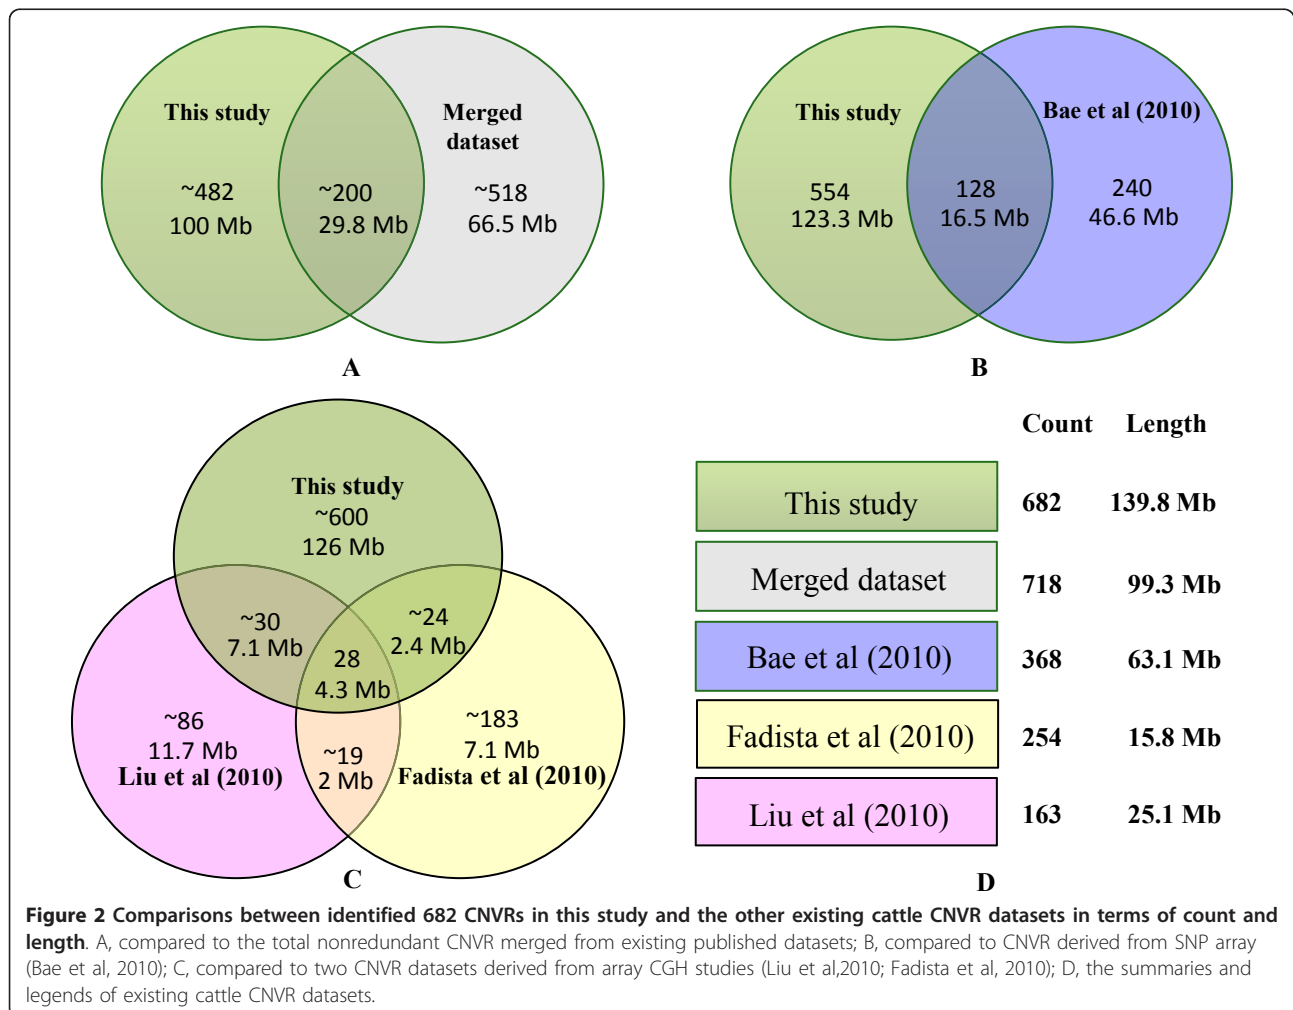 This study
~482
100 Mb
~200
29.8 Mb
Merged
dataset
~518
66.5 Mb
A
This study
554
123.3 Mb
128
16.5 Mb
Bae et al (2010)
240
46.6 Mb
B
This study
~600
126 Mb
~30
7.1 Mb
~24
2.4 Mb
28
4.3 Mb
~86
11.7 Mb
Liu et al (2010)
~19
2 Mb
~183
7.1 Mb
Fadista et al (2010)
C
Count Length
This study 682 139.8 Mb
Merged dataset 718 99.3 Mb
Bae et al (2010) 368 63.1 Mb
Fadista et al (2010) 254 15.8 Mb
Liu et al (2010) 163 25.1 Mb
D
Figure 2 Comparisons between identified 682 CNVRs in this study and the other existing cattle CNVR datasets in terms of count and
length. A, compared to the total nonredundant CNVR merged from existing published datasets; B, compared to CNVR derived from SNP array
(Bae et al, 2010); C, compared to two CNVR datasets derived from array CGH studies (Liu et al,2010; Fadista et al, 2010); D, the summaries and
legends of existing cattle CNVR datasets.